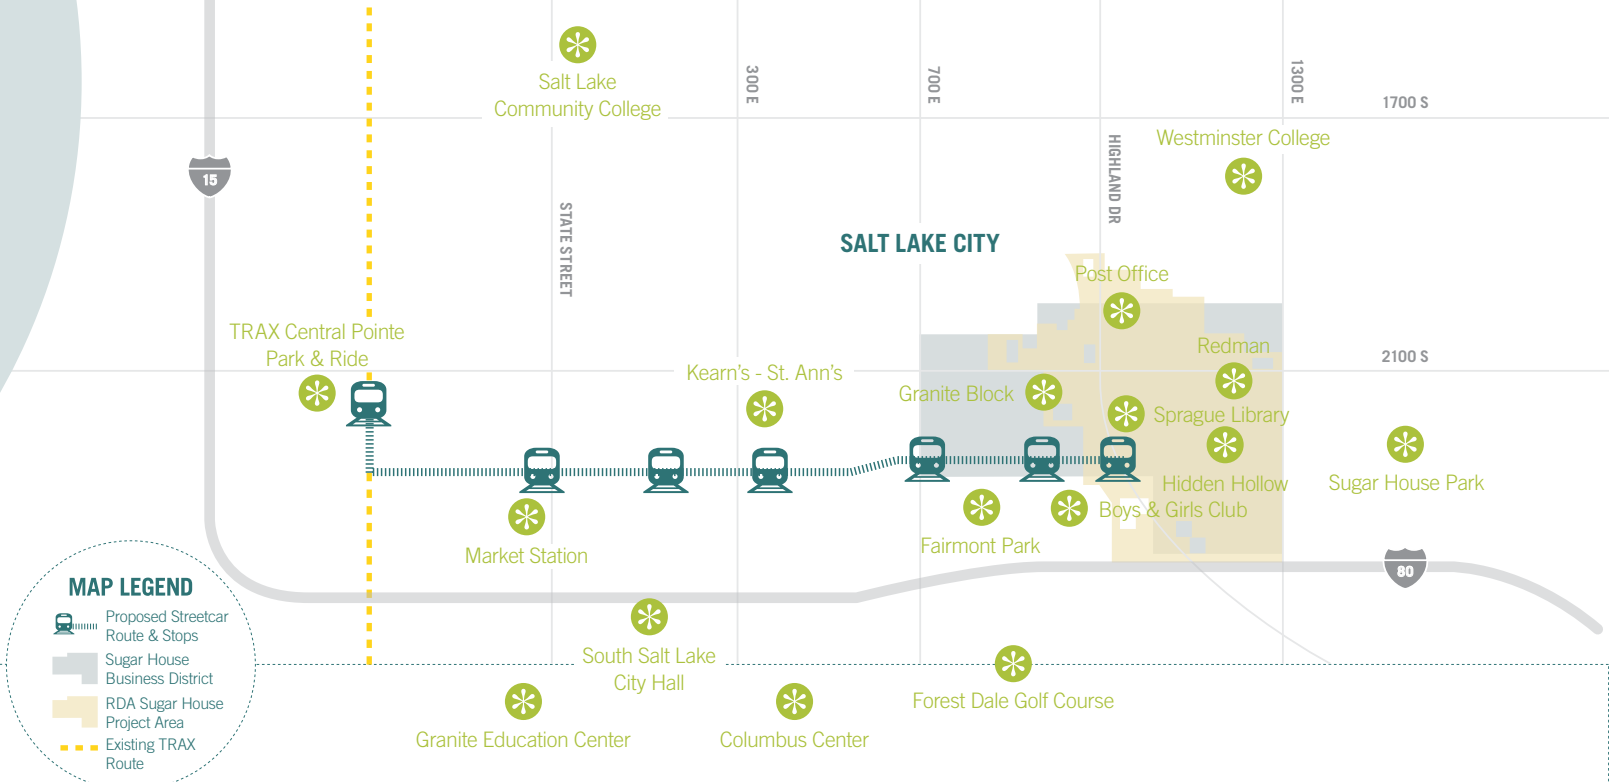 Salt Lake
Community College
300 E
700 E
1300 E
1700 S
HIGHLAND DR
Westminster College
15
STATE STREET
SALT LAKE CITY
Post Office
TRAX Central Pointe
Park & Ride
Redman
2100 S
Kearn's - St. Ann's
Granite Block
Sprague Library
Hidden Hollow
Sugar House Park
Boys & Girls Club
Fairmont Park
Market Station
80
MAP LEGEND
Proposed Streetcar
Route & Stops
Sugar House
Business District
RDA Sugar House
Project Area
Existing TRAX
Route
South Salt Lake
City Hall
Forest Dale Golf Course
Granite Education Center
Columbus Center